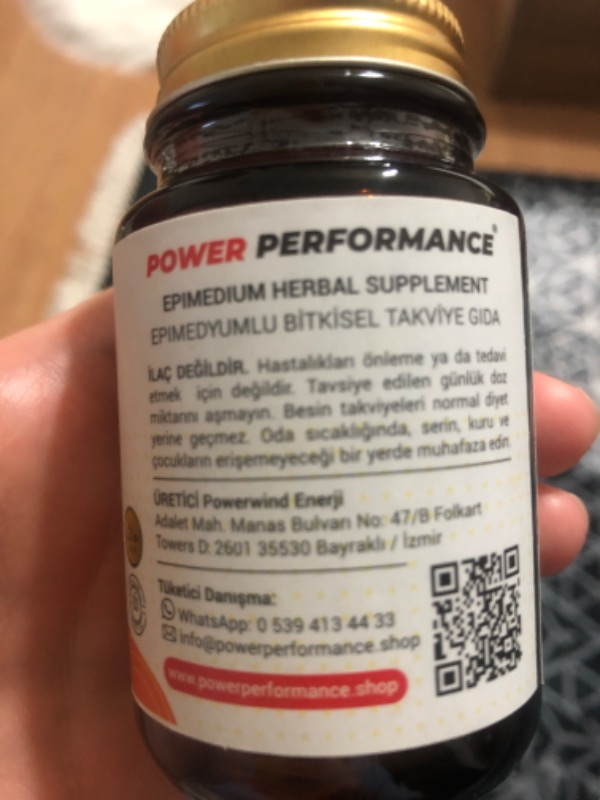 POWER PERFORMANCE®
EPIMEDIUM HERBAL SUPPLEMENT
EPIMEDYUMLU BİTKİSEL TAKVİYE GIDA
İLAÇ DEĞİLDİR. Hastalıkları önleme ya da tedavi
etmek için değildir. Tavsiye edilen günlük doz
miktarını aşmayın. Besin takviyeleri normal diyet
yerine geçmez. Oda sıcaklığında, serin, kuru ve
çocukların erişemeyeceği bir yerde muhafaza edin.
ÜRETİCİ Powerwind Enerji
Adalet Mah. Manas Bulvarı No: 47/B Folkart
Towers D: 2601 35530 Bayraklı / İzmir
Tüketici Danışma:
WhatsApp: 0 539 413 44 33
info@powerperformance.shop
www.powerperformance.shop